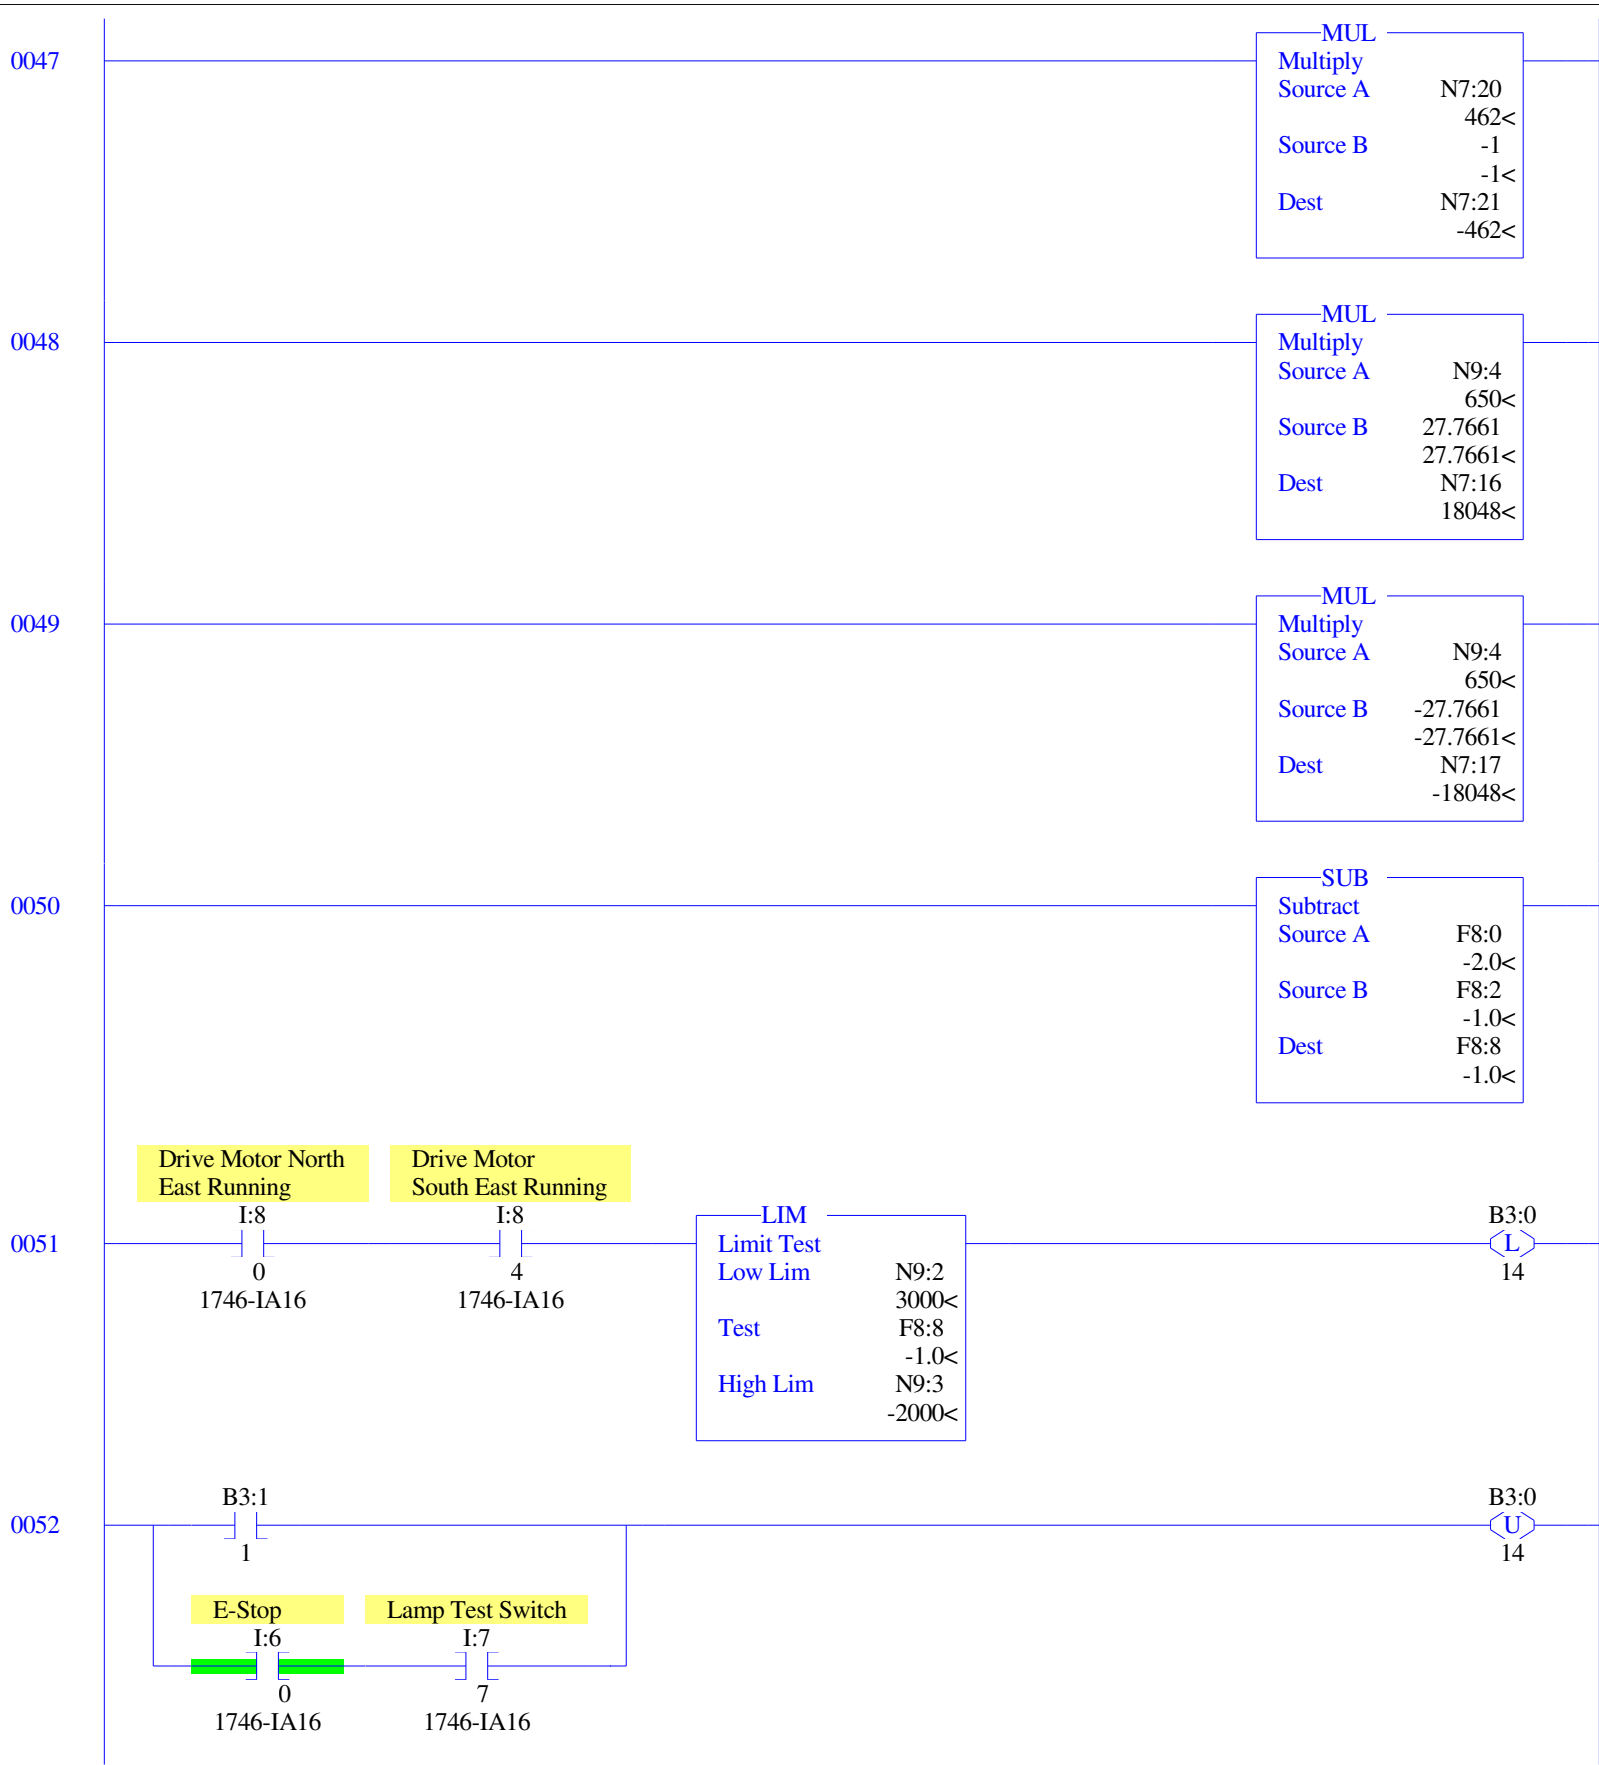 0047
MUL
Multiply
Source A N7:20
462<
Source B -1
-1<
Dest N7:21
-462<
0048
MUL
Multiply
Source A N9:4
650<
Source B 27.7661
27.7661<
Dest N7:16
18048<
0049
MUL
Multiply
Source A N9:4
650<
Source B -27.7661
-27.7661<
Dest N7:17
-18048<
0050
SUB
Subtract
Source A F8:0
-2.0<
Source B F8:2
-1.0<
Dest F8:8
-1.0<
0051
Drive Motor North
East Running
I:8
0
1746-IA16
Drive Motor
South East Running
I:8
4
1746-IA16
LIM
Limit Test
Low Lim N9:2
3000<
Test F8:8
-1.0<
High Lim N9:3
-2000<
B3:0
L
14
0052
B3:1
1
E-Stop
I:6
0
1746-IA16
Lamp Test Switch
I:7
7
1746-IA16
B3:0
U
14